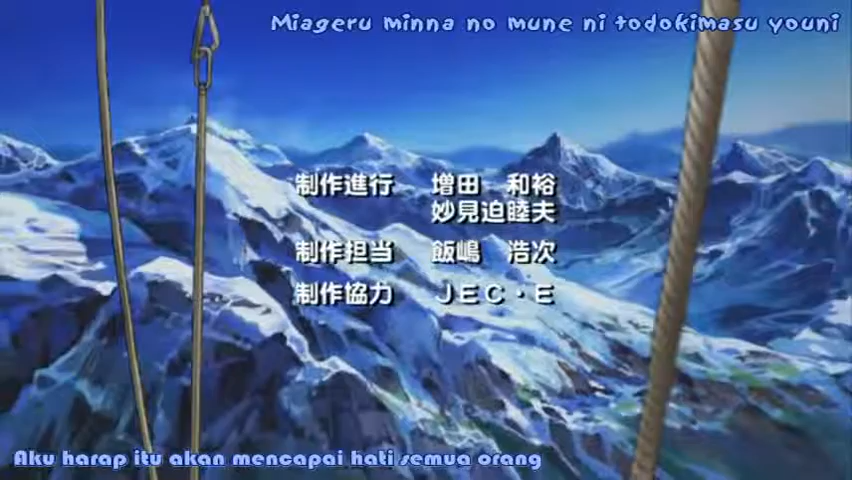 Miageru minna no mune ni todokimasu youni
制作進行　増田　和裕
妙見迫睦夫
制作担当　飯嶋　浩次
制作協力　ＪＥＣ・Ｅ
Aku harap itu akan mencapai hati semua orang